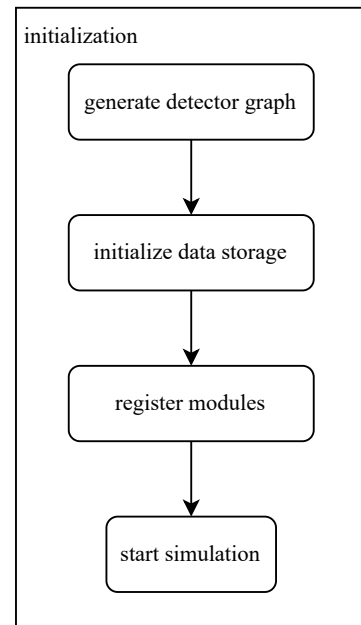 initialization
generate detector graph
initialize data storage
register modules
start simulation